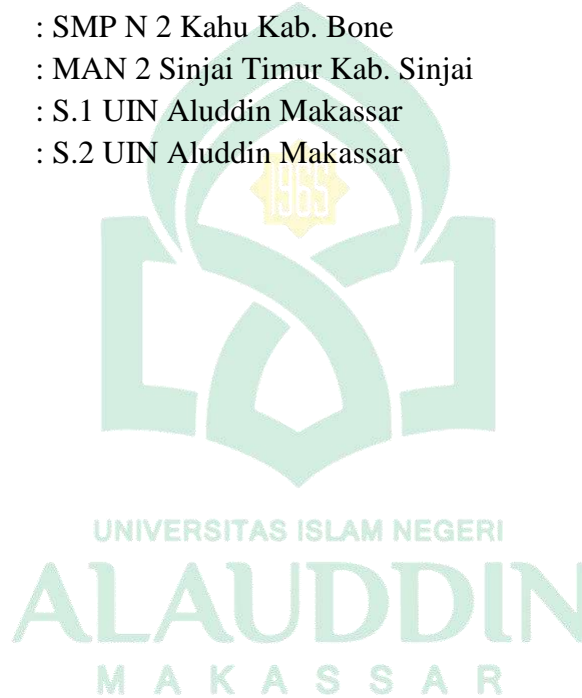 : SMP N 2 Kahu Kab. Bone
: MAN 2 Sinjai Timur Kab. Sinjai
: S.1 UIN Aluddin Makassar
: S.2 UIN Aluddin Makassar
1965
UNIVERSITAS ISLAM NEGERI
ALAUDDIN
MAKASSAR